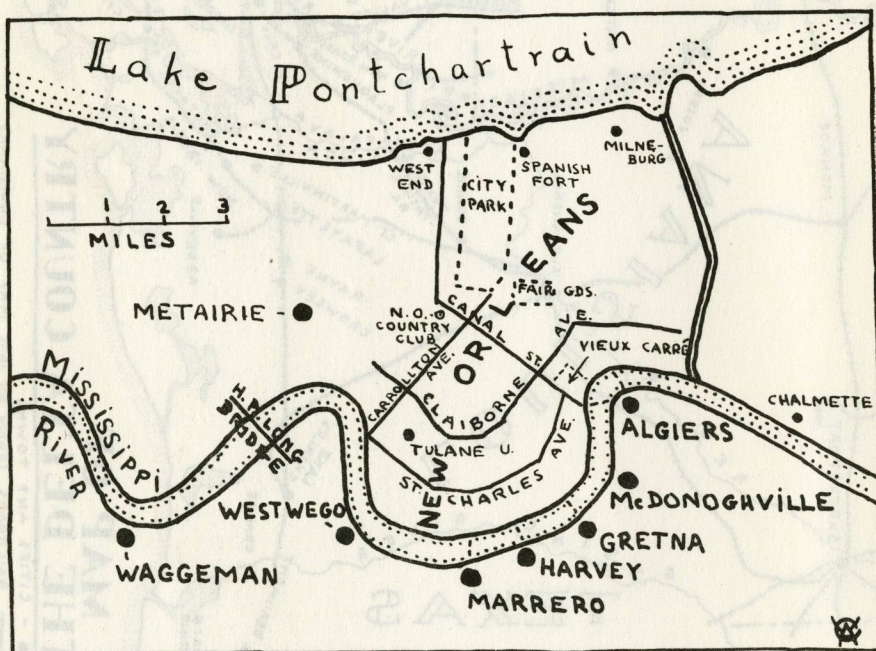 Lake Pontchartrain
WEST
END
CITY
PARK
SPANISH
FORT
MILNE-
BURG
1 2 3
MILES
METAIRIE
N.O.
COUNTRY
CLUB
FAIR GDS.
CANAL ST.
CARROLLTON
AVE.
NEW ORLEANS
CLAIBORNE AVE.
VIEUX CARRÉ
TULANE U.
ST. CHARLES AVE.
Mississippi
River
H.P. LONG
BRIDGE
CHALMETTE
ALGIERS
McDONOGHVILLE
GRETNA
HARVEY
MARRERO
WESTWEGO
WAGGEMAN